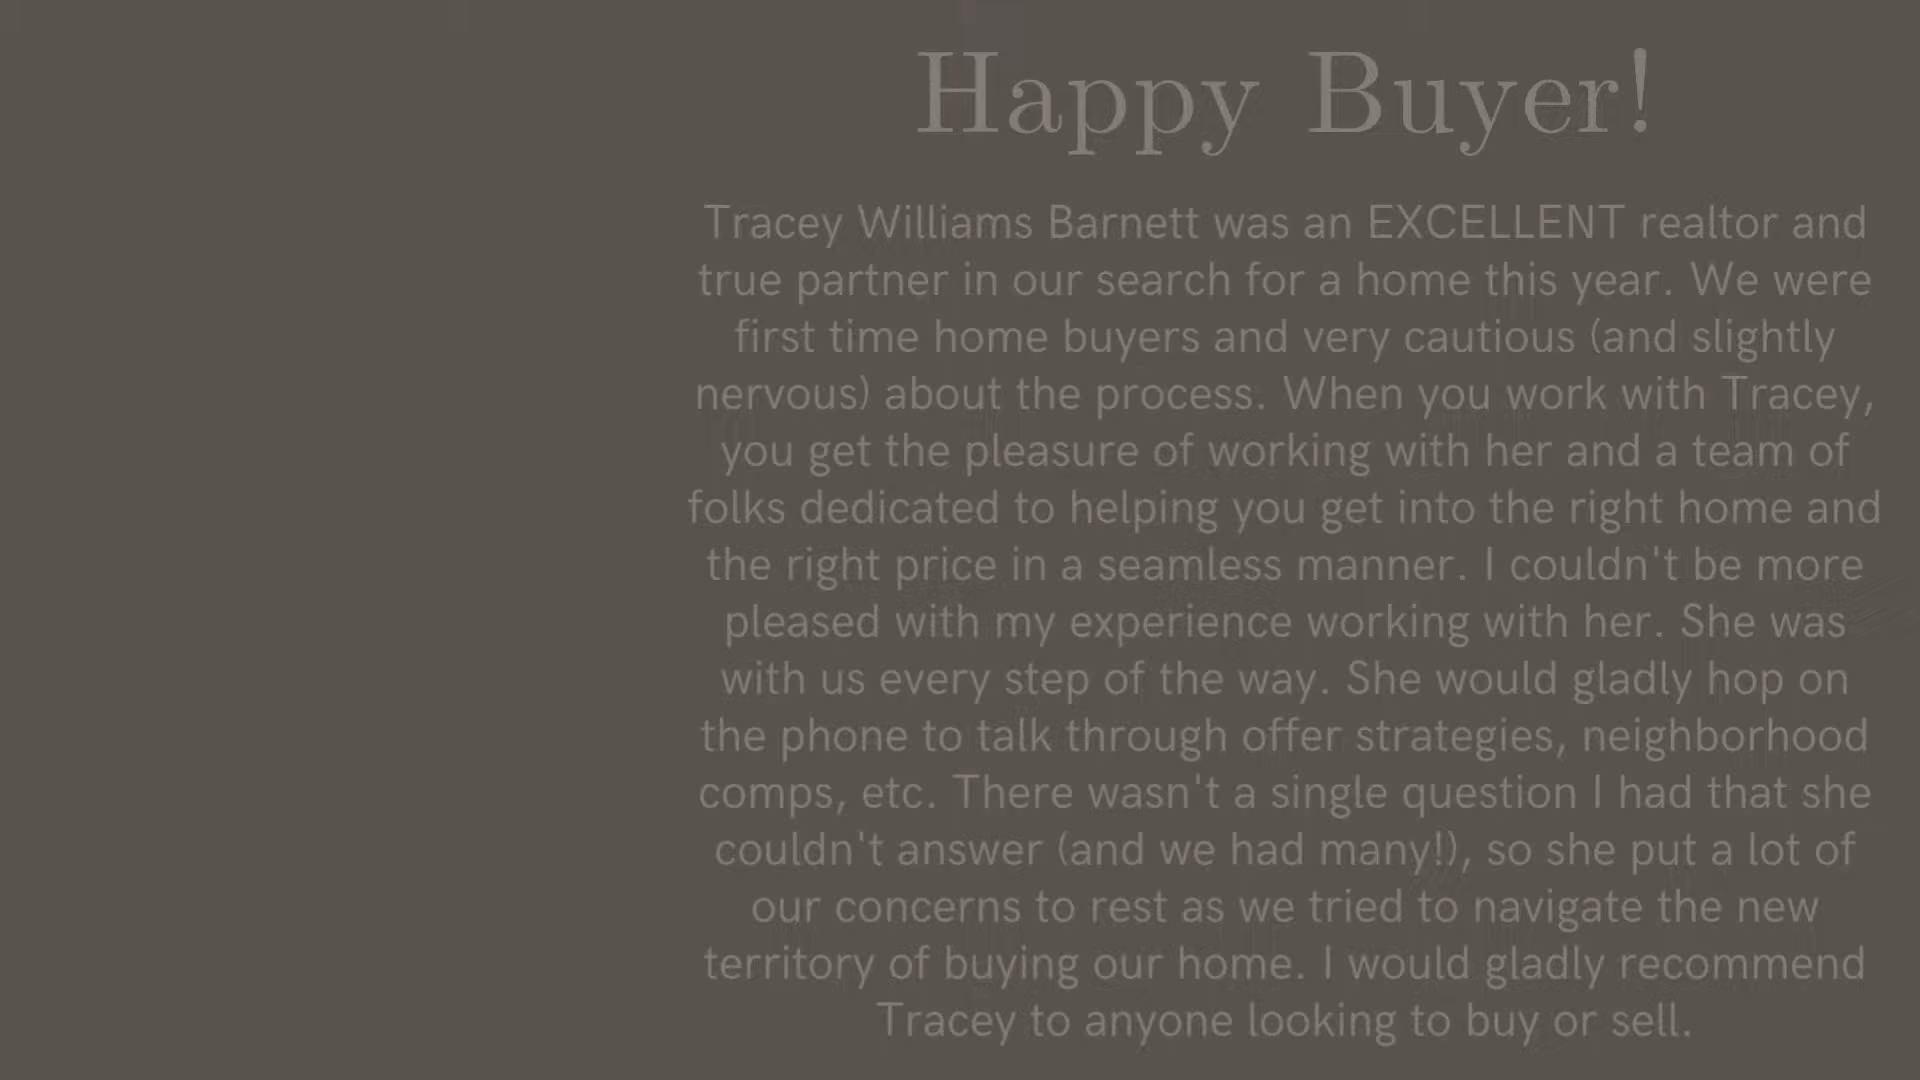 Happy Buyer!
Tracey Williams Barnett was an EXCELLENT realtor and
true partner in our search for a home this year. We were
first time home buyers and very cautious (and slightly
nervous) about the process. When you work with Tracey,
you get the pleasure of working with her and a team of
folks dedicated to helping you get into the right home and
the right price in a seamless manner. I couldn't be more
pleased with my experience working with her. She was
with us every step of the way. She would gladly hop on
the phone to talk through offer strategies, neighborhood
comps, etc. There wasn't a single question I had that she
couldn't answer (and we had many!), so she put a lot of
our concerns to rest as we tried to navigate the new
territory of buying our home. I would gladly recommend
Tracey to anyone looking to buy or sell.